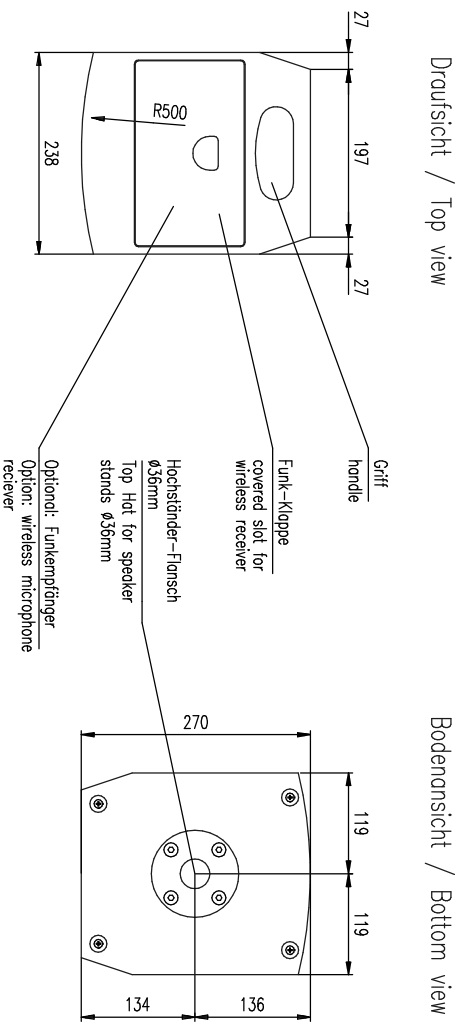 Draufsicht / Top view
27
197
27
R500
238
Griff
handle
Funk-Klappe
covered slot for
wireless receiver
Hochständer-Flansch
Ø36mm
Top Hat for speaker
stands Ø36mm
Optional: Funkempfänger
Option: wireless microphone
reciever
Bodenansicht / Bottom view
270
119
119
134
136